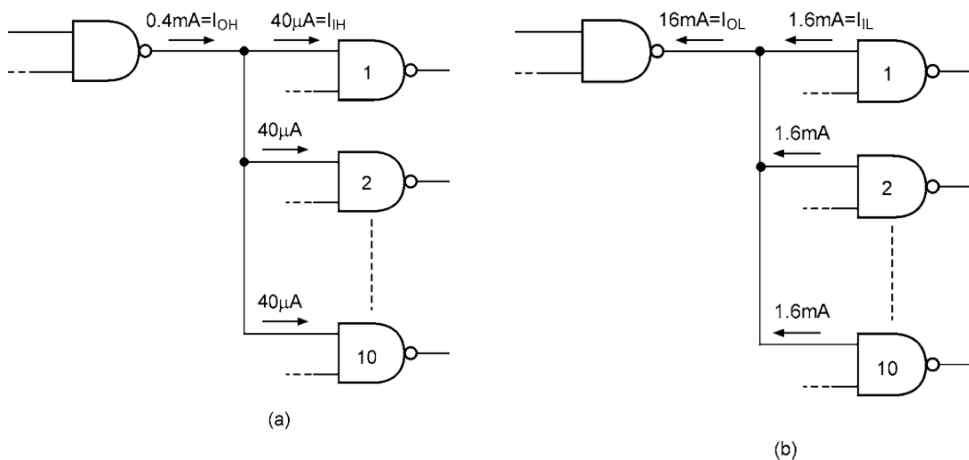 0.4mA=I_OH
40μA=I_IH
1
40μA
2
40μA
10
(a)
16mA=I_OL
1.6mA=I_IL
1
1.6mA
2
1.6mA
10
(b)